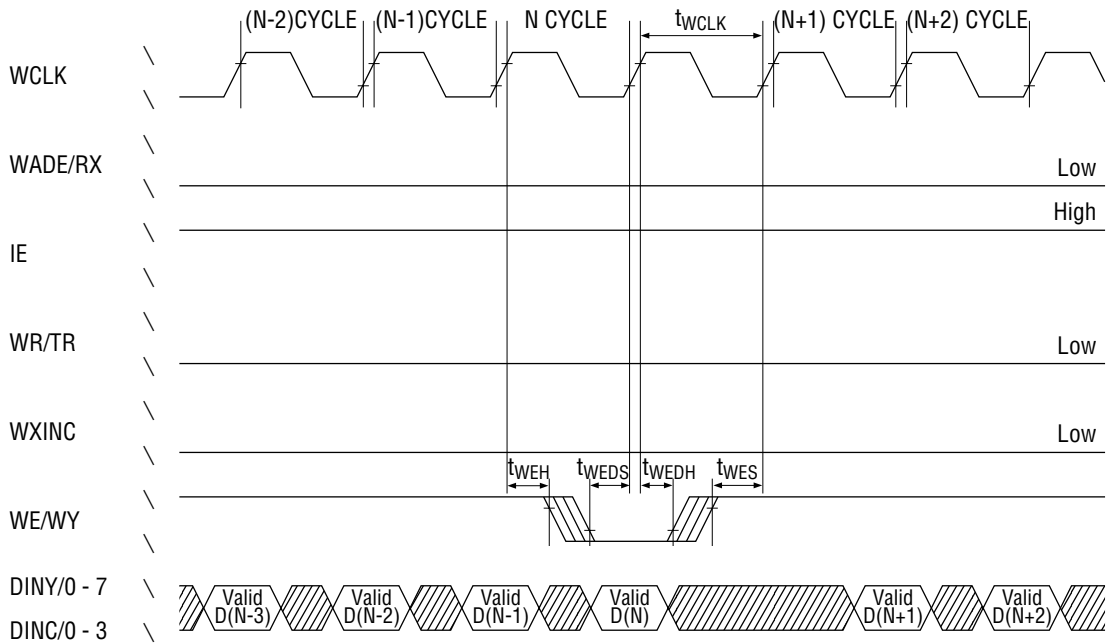 (N-2)CYCLE (N-1)CYCLE N CYCLE tWCLK (N+1) CYCLE (N+2) CYCLE
WCLK
WADE/RX
Low
High
IE
WR/TR
Low
WXINC
Low
tWEH tWEDS tWEDH tWES
WE/WY
DINY/0 - 7
Valid Valid Valid Valid Valid Valid
D(N-3) D(N-2) D(N-1) D(N) D(N+1) D(N+2)
DINC/0 - 3